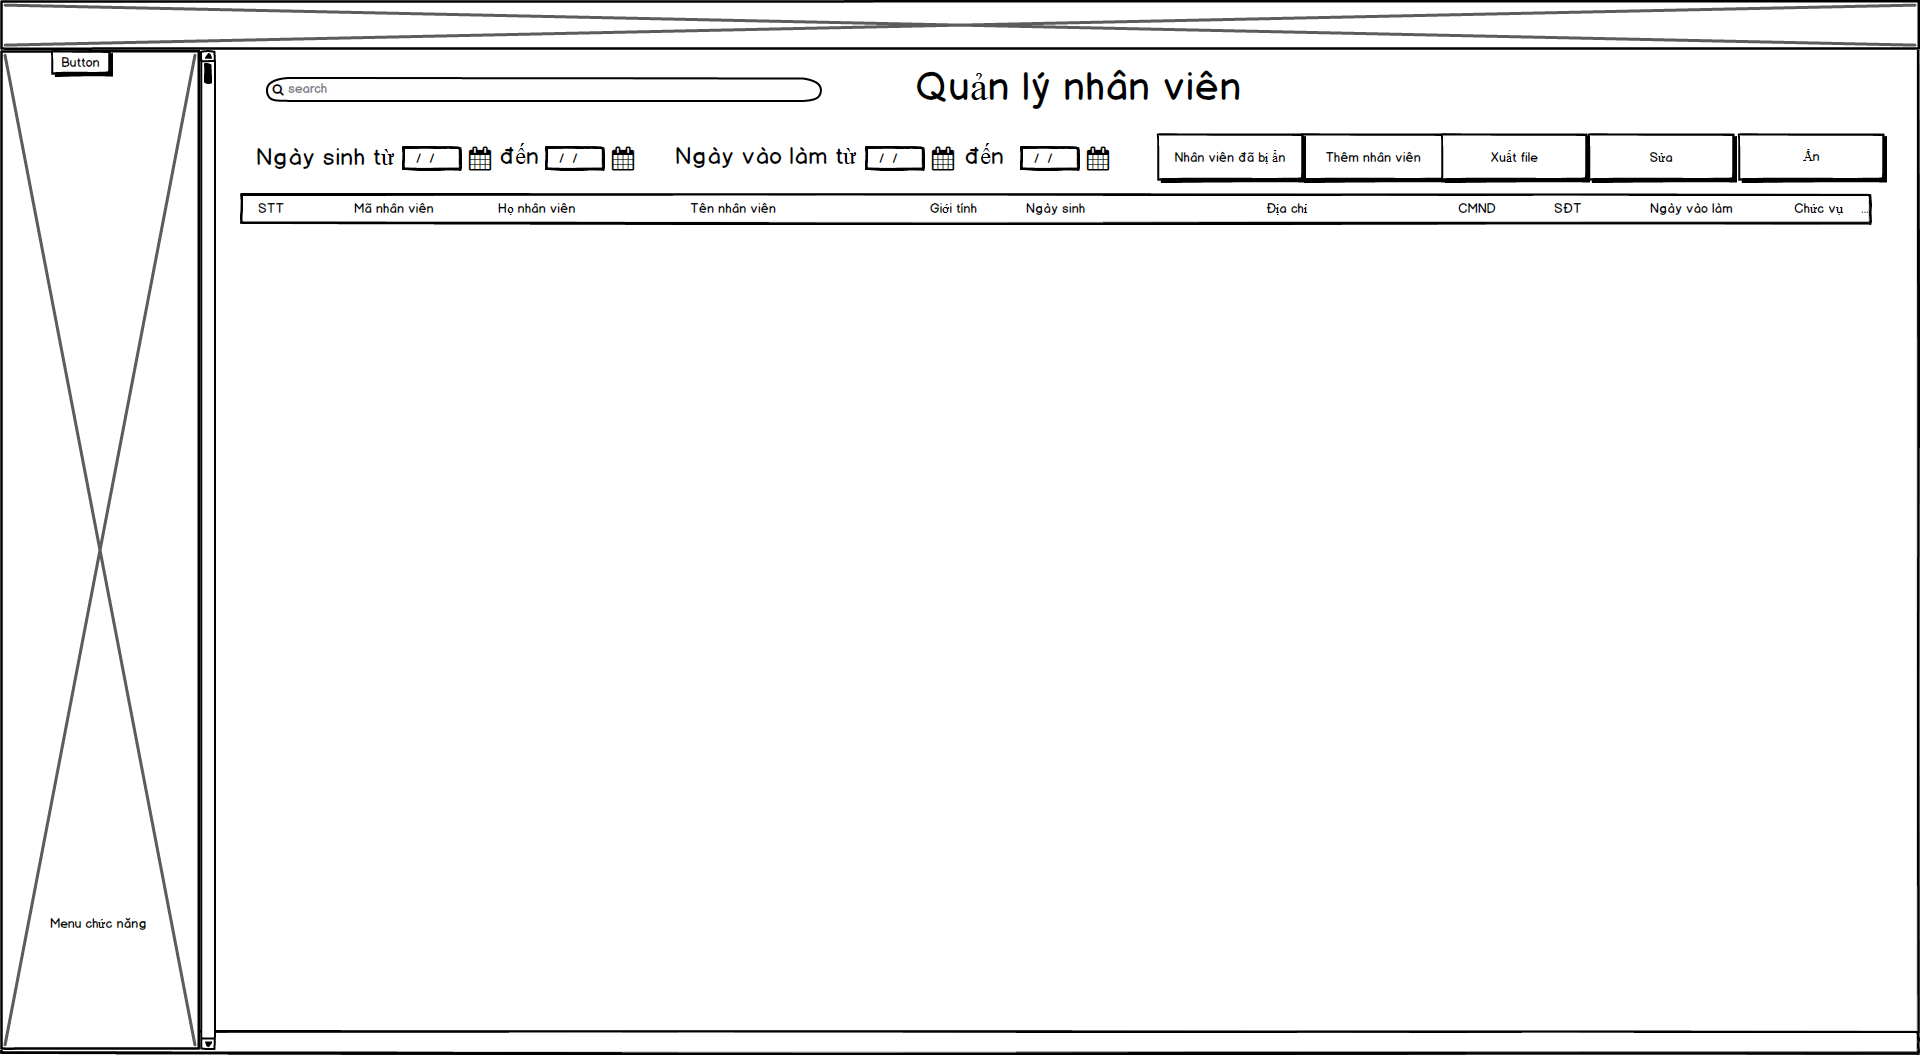 Button
search
Quản lý nhân viên
Ngày sinh từ / / đến / / Ngày vào làm từ / / đến / /
Nhân viên đã bị ẩn Thêm nhân viên Xuất file Sửa Ẩn
STT Mã nhân viên Họ nhân viên Tên nhân viên Giới tính Ngày sinh Địa chỉ CMND SĐT Ngày vào làm Chức vụ ...
Menu chức năng